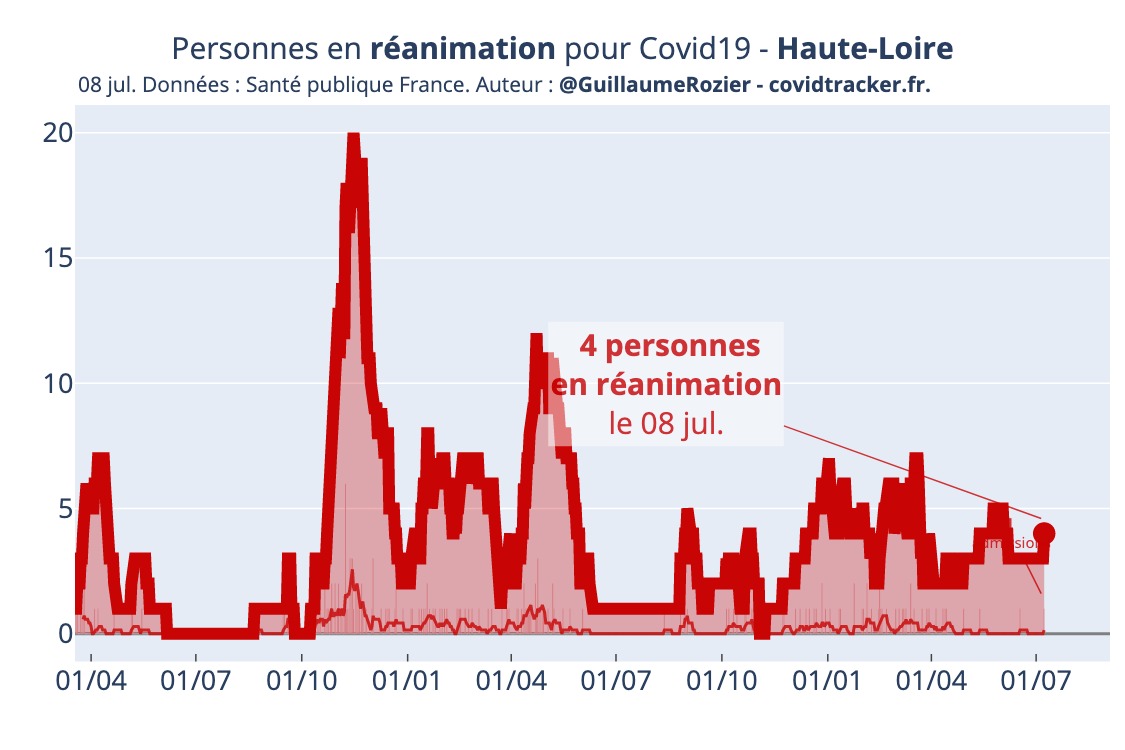 Personnes en réanimation pour Covid19 - Haute-Loire
08 jul. Données : Santé publique France. Auteur : @GuillaumeRozier - covidtracker.fr.
20
15
10
5
0
4 personnes
en réanimation
le 08 jul.
01/04 01/07 01/10 01/01 01/04 01/07 01/10 01/01 01/04 01/07